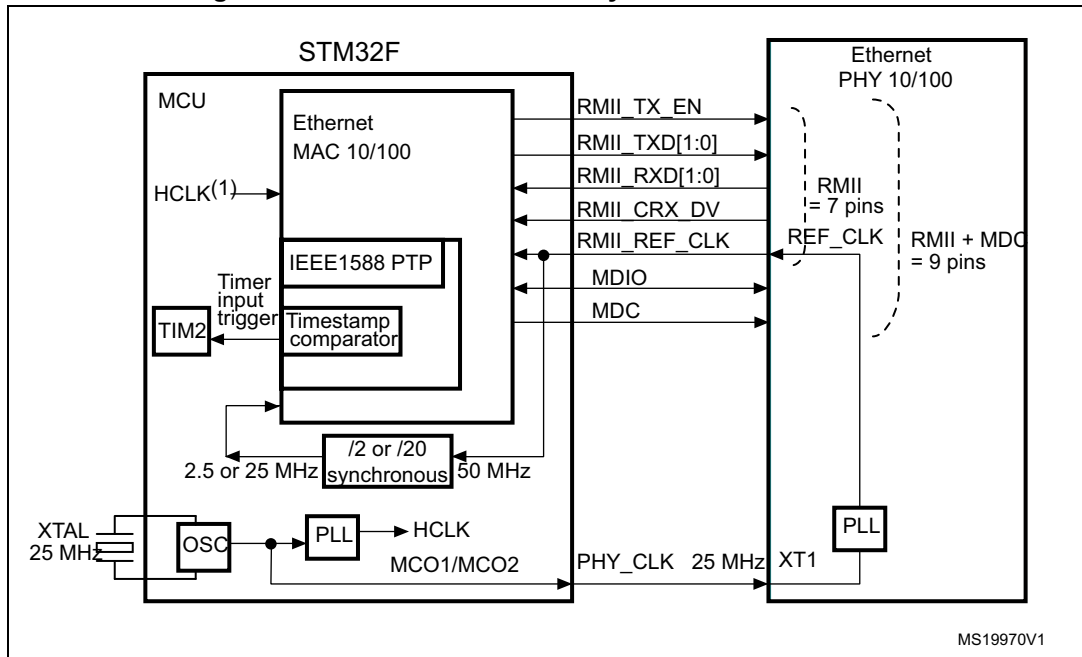 STM32F
Ethernet
PHY 10/100
MCU
Ethernet
MAC 10/100
HCLK(1)
RMII_TX_EN
RMII_TXD[1:0]
RMII_RXD[1:0]
RMII_CRX_DV
RMII_REF_CLK
MDIO
MDC
REF_CLK
RMII
= 7 pins
RMII + MDC
= 9 pins
IEEE1588 PTP
Timer
input
trigger
TIM2
Timestamp
comparator
/2 or /20
synchronous
2.5 or 25 MHz
50 MHz
XTAL
25 MHz
OSC
PLL
HCLK
MCO1/MCO2
PHY_CLK 25 MHz
XT1
PLL
MS19970V1